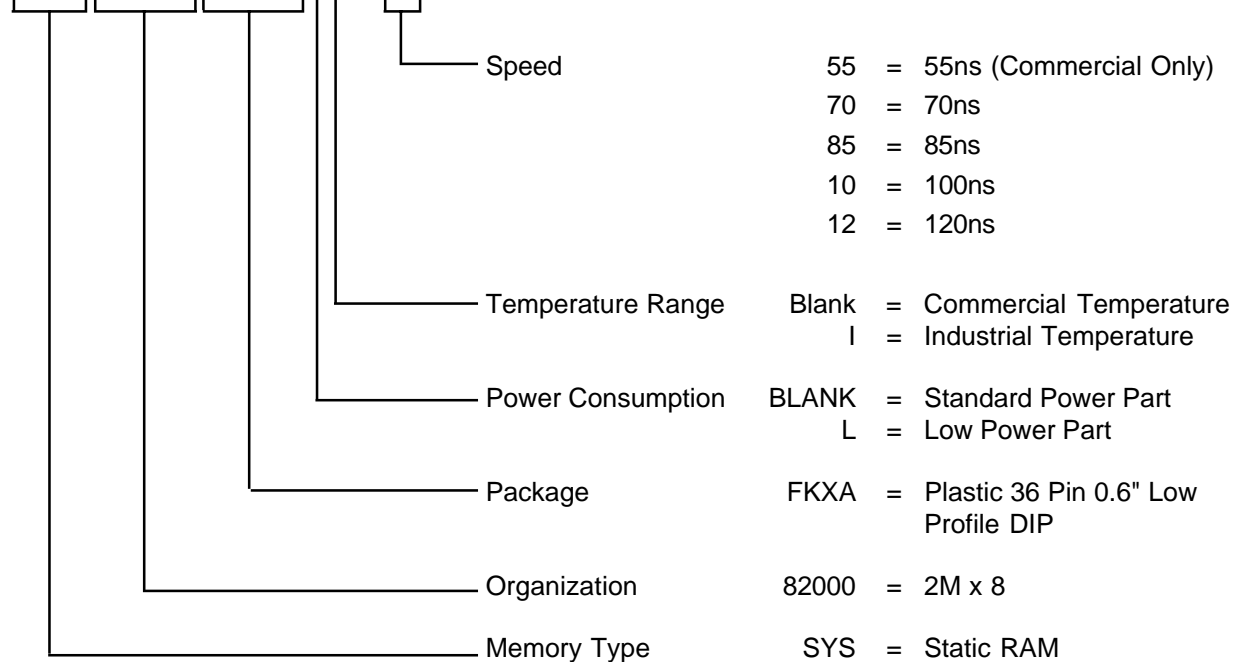 Speed 55 = 55ns (Commercial Only)
70 = 70ns
85 = 85ns
10 = 100ns
12 = 120ns
Temperature Range Blank = Commercial Temperature
I = Industrial Temperature
Power Consumption BLANK = Standard Power Part
L = Low Power Part
Package FKXA = Plastic 36 Pin 0.6" Low
Profile DIP
Organization 82000 = 2M x 8
Memory Type SYS = Static RAM